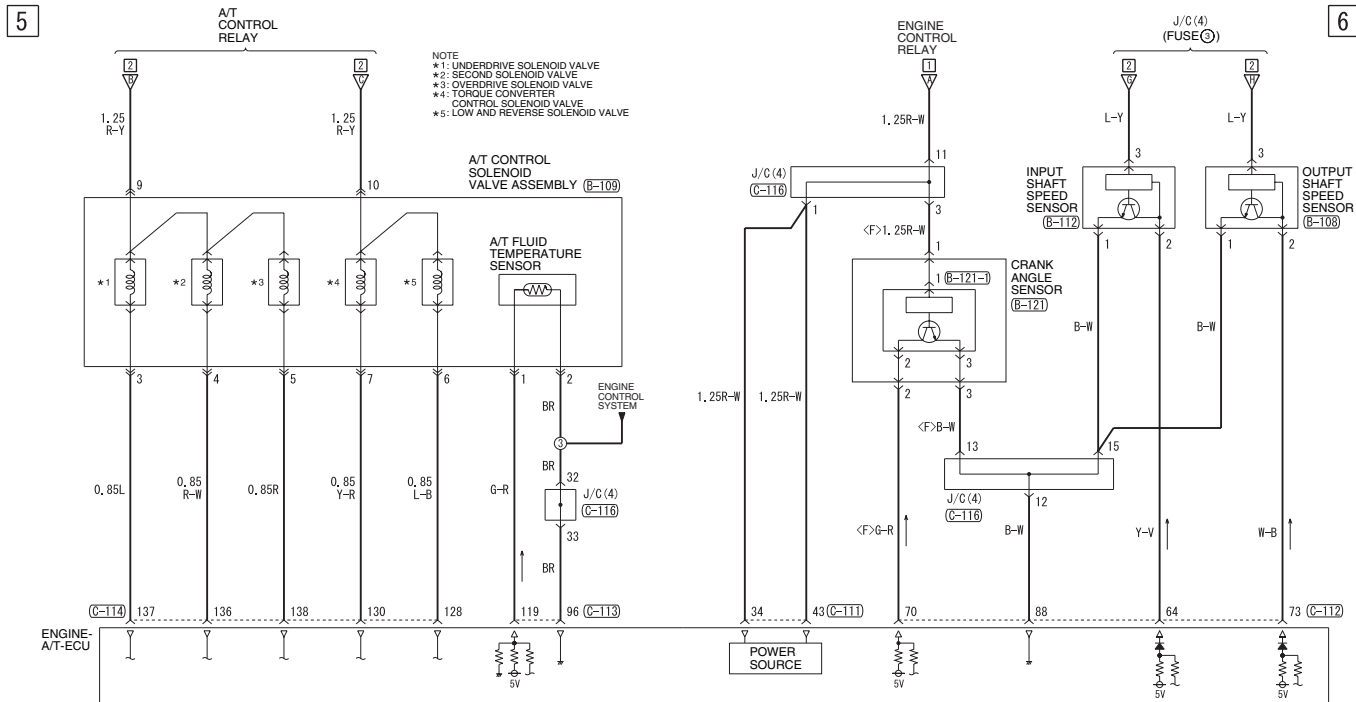 5
6
A/T
CONTROL
RELAY
ENGINE
CONTROL
RELAY
J/C(4)
(FUSE③)
NOTE
*1: UNDERDRIVE SOLENOID VALVE
*2: SECOND SOLENOID VALVE
*3: OVERDRIVE SOLENOID VALVE
*4: TORQUE CONVERTER
CONTROL SOLENOID VALVE
*5: LOW AND REVERSE SOLENOID VALVE
2 2 1 2 2
B C A G H
1.25
R-Y
1.25
R-Y
1.25R-W
L-Y L-Y
A/T CONTROL
SOLENOID
VALVE ASSEMBLY (B-109)
9 10 11 3 3
J/C(4)
(C-116)
1 3
INPUT
SHAFT
SPEED
SENSOR
(B-112)
1 2
OUTPUT
SHAFT
SPEED
SENSOR
(B-108)
1 2
<F>1.25R-W
1
A/T FLUID
TEMPERATURE
SENSOR
*1 *2 *3 *4 *5
CRANK
ANGLE
SENSOR
(B-121)
1 (B-121-1)
2 3
2 3
B-W B-W
3 4 5 7 6 1 2
ENGINE
CONTROL
SYSTEM
BR
3
1.25R-W 1.25R-W
<F>B-W
13 15
BR
32
J/C(4)
(C-116)
33
BR
J/C(4)
(C-116)
12
0.85L
0.85
R-W
0.85R
0.85
Y-R
0.85
L-B
G-R
<F>G-R
B-W
Y-V
W-B
(C-114) 137 136 138 130 128 119 96 (C-113) 34 43 (C-111) 70 88 64 73 (C-112)
ENGINE-
A/T-ECU
5V
POWER
SOURCE
5V
5V
5V